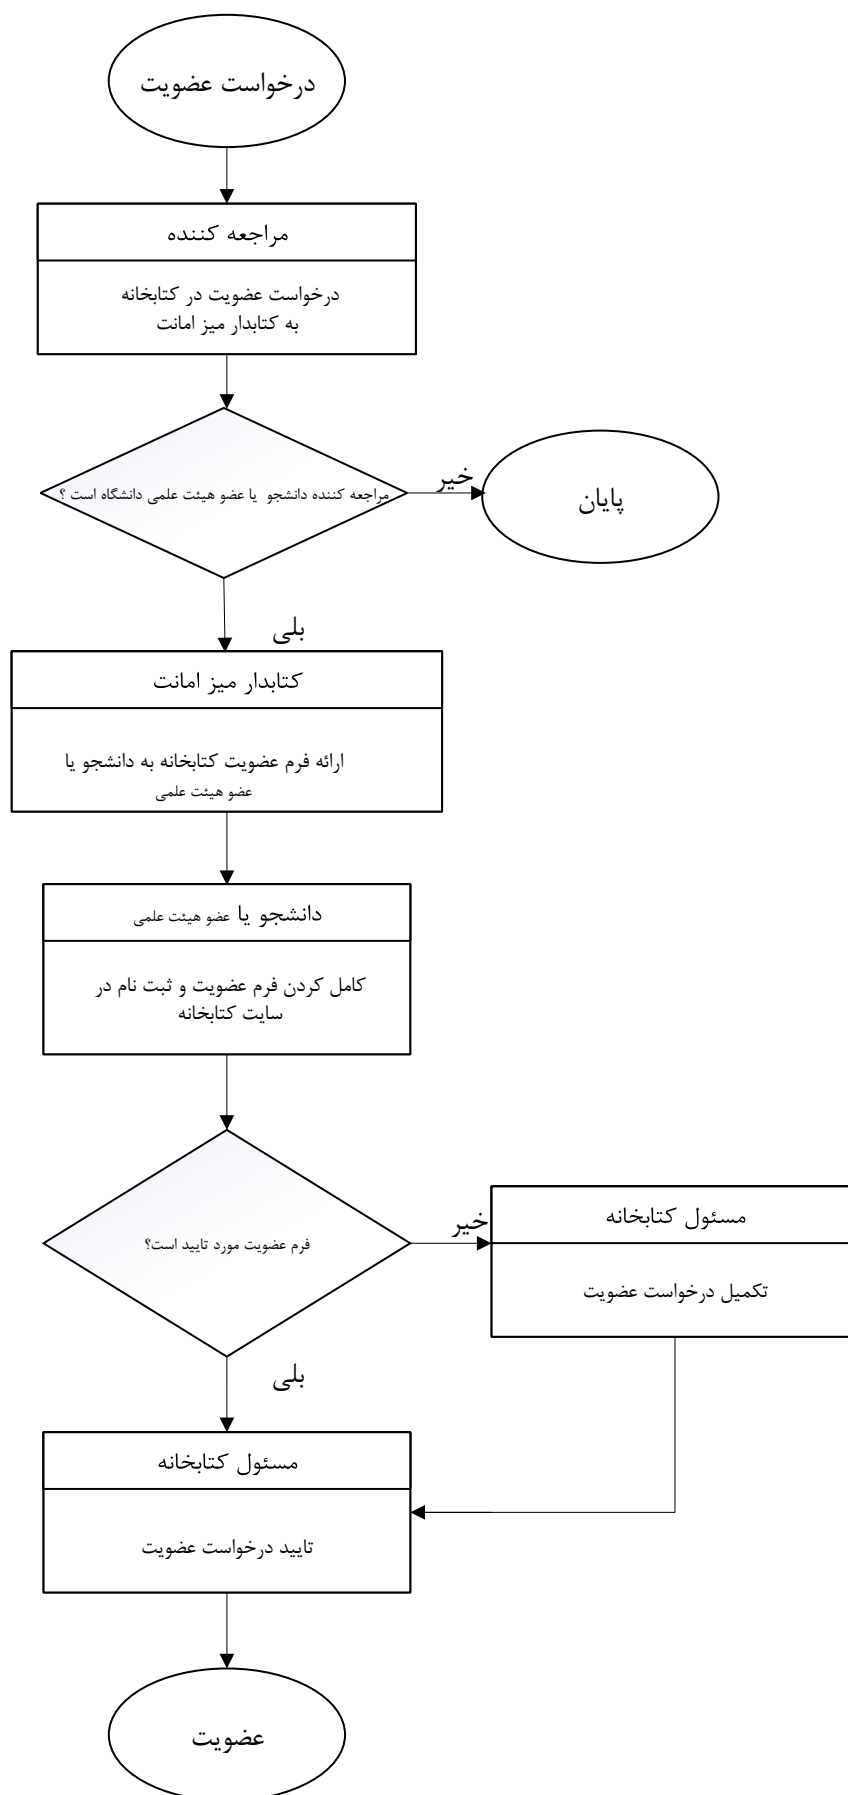 درخواست عضویت
مراجعه کننده
درخواست عضویت در کتابخانه
به کتابدار میز امانت
مراجعه کننده دانشجو یا عضو هیئت علمی دانشگاه است ؟
خیر
پایان
بلی
کتابدار میز امانت
ارائه فرم عضویت کتابخانه به دانشجو یا
عضو هیئت علمی
دانشجو یا عضو هیئت علمی
کامل کردن فرم عضویت و ثبت نام در
سایت کتابخانه
فرم عضویت مورد تایید است؟
خیر
مسئول کتابخانه
تکمیل درخواست عضویت
بلی
مسئول کتابخانه
تایید درخواست عضویت
عضویت